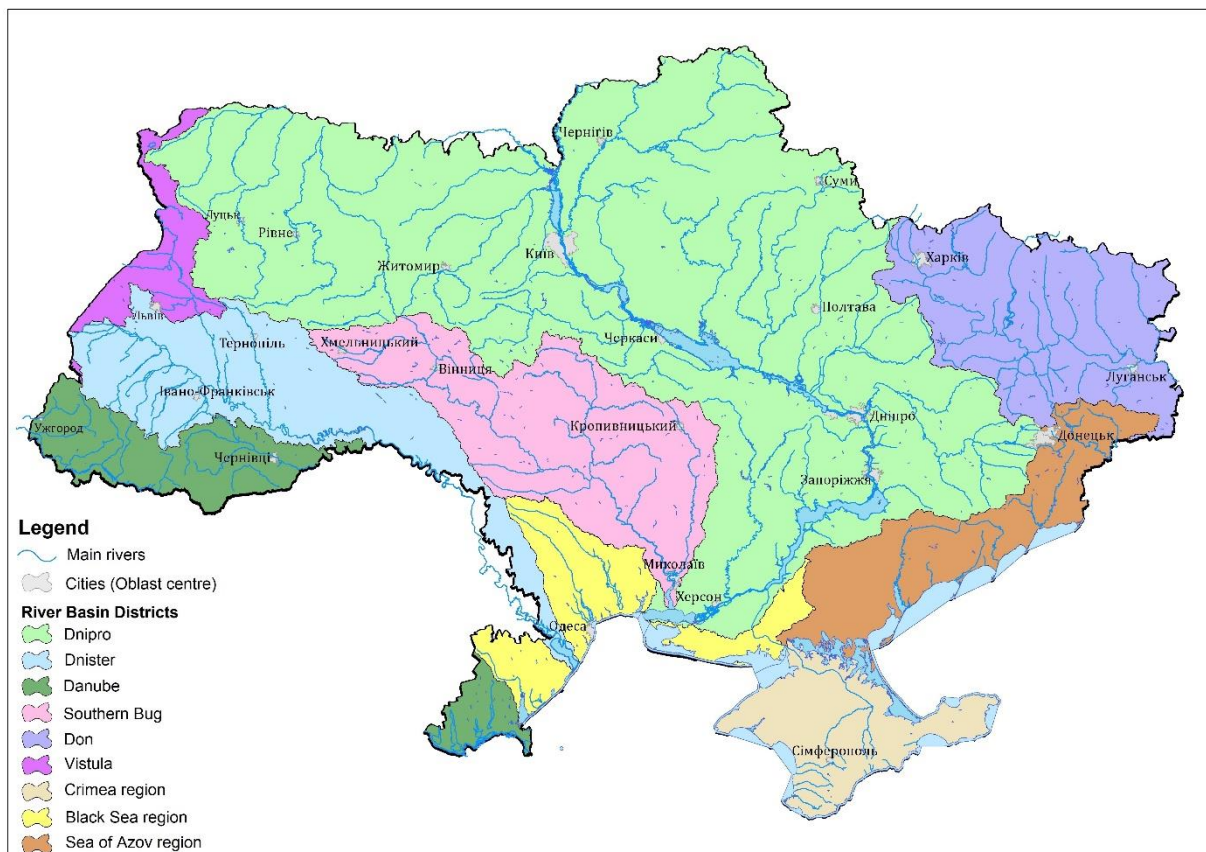 Чернігів
Суми
Луцьк
Рівне
Київ
Харків
Житомир
Львів
Полтава
Тернопіль
Хмельницький
Черкаси
Вінниця
Луганськ
Івано-Франківськ
Ужгород
Кропивницький
Дніпро
Донецьк
Чернівці
Запоріжжя
Миколаїв
Херсон
Одеса
Сімферополь
Legend
Main rivers
Cities (Oblast centre)
River Basin Districts
Dnipro
Dnister
Danube
Southern Bug
Don
Vistula
Crimea region
Black Sea region
Sea of Azov region